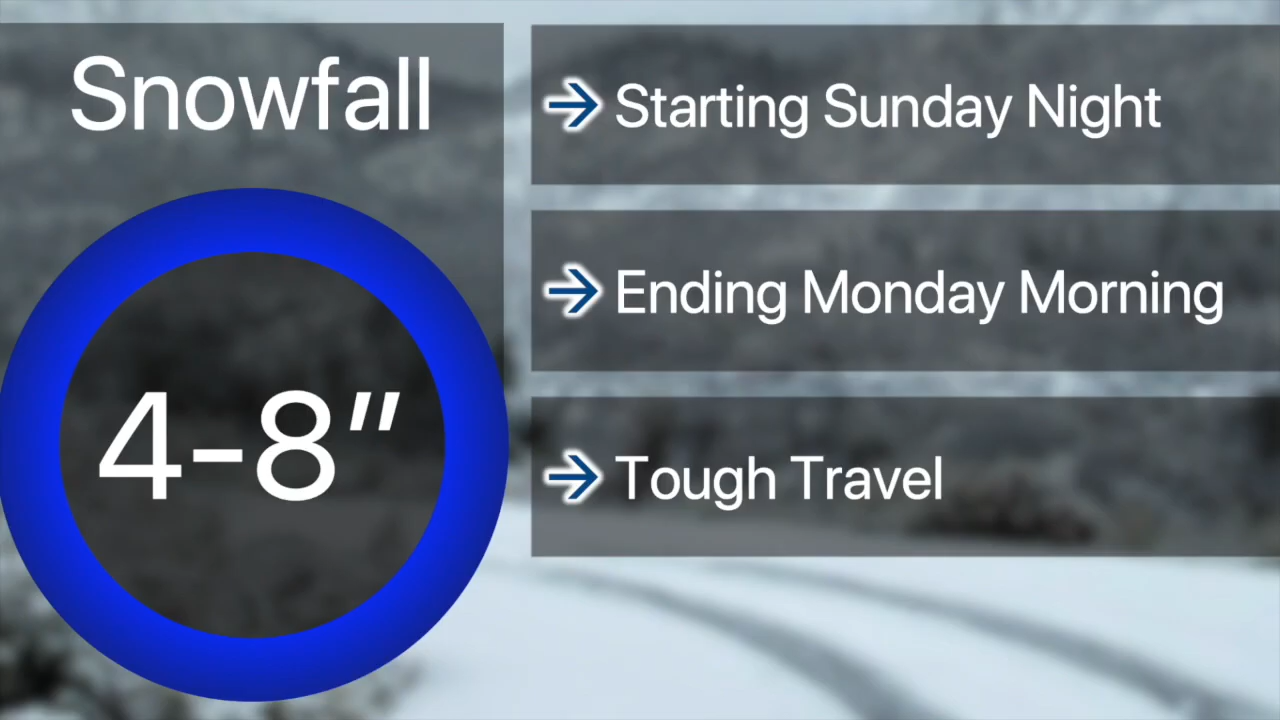 Snowfall
4-8"
Starting Sunday Night
Ending Monday Morning
Tough Travel